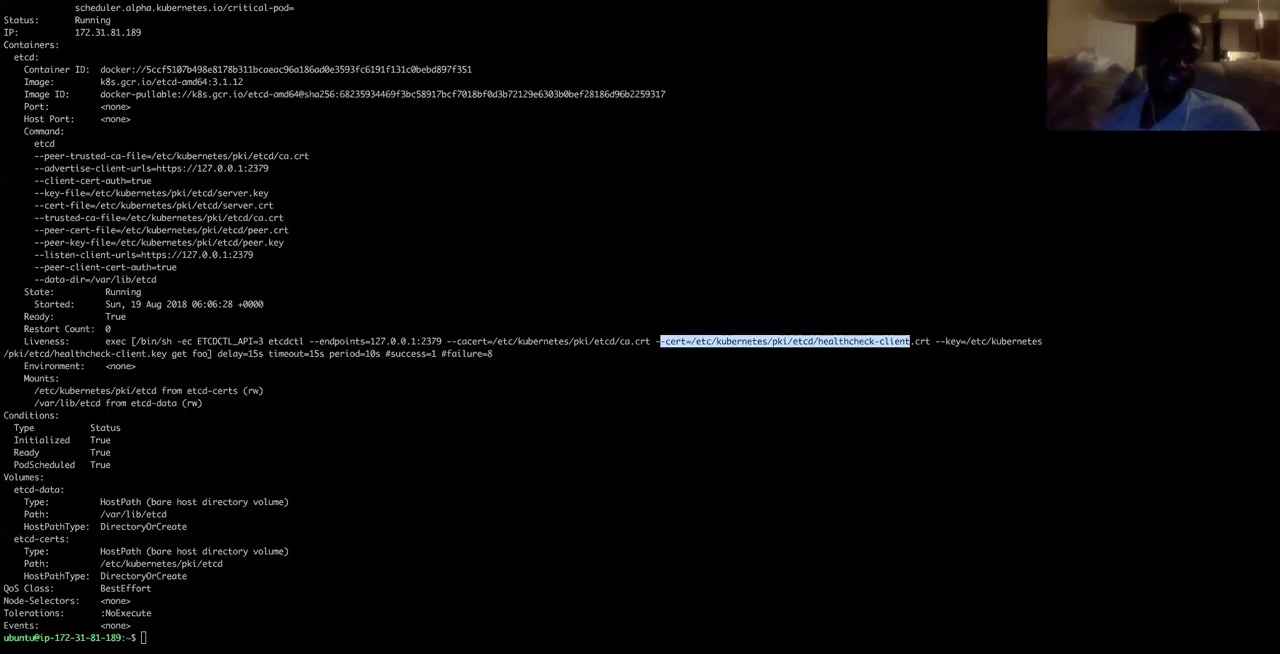 scheduler.alpha.kubernetes.io/critical-pod=
Status: Running
IP: 172.31.81.189
Containers:
etcd:
Container ID: docker://5ccf5107b498e8178b311bcaeac96a186ad0e3593fc6191f131c0bebd897f351
Image: k8s.gcr.io/etcd-amd64:3.1.12
Image ID: docker-pullable://k8s.gcr.io/etcd-amd64@sha256:68235934469f3bc58917bcf7018bf0d3b72129e6303b0bef28186d96b2259317
Port: <none>
Host Port: <none>
Command:
etcd
--peer-trusted-ca-file=/etc/kubernetes/pki/etcd/ca.crt
--advertise-client-urls=https://127.0.0.1:2379
--client-cert-auth=true
--key-file=/etc/kubernetes/pki/etcd/server.key
--cert-file=/etc/kubernetes/pki/etcd/server.crt
--trusted-ca-file=/etc/kubernetes/pki/etcd/ca.crt
--peer-cert-file=/etc/kubernetes/pki/etcd/peer.crt
--peer-key-file=/etc/kubernetes/pki/etcd/peer.key
--listen-client-urls=https://127.0.0.1:2379
--peer-client-cert-auth=true
--data-dir=/var/lib/etcd
State: Running
Started: Sun, 19 Aug 2018 06:06:28 +0000
Ready: True
Restart Count: 0
Liveness: exec [/bin/sh -ec ETCDCTL_API=3 etcdctl --endpoints=127.0.0.1:2379 --cacert=/etc/kubernetes/pki/etcd/ca.crt --cert=/etc/kubernetes/pki/etcd/healthcheck-client.crt --key=/etc/kubernetes
/pki/etcd/healthcheck-client.key get foo] delay=15s timeout=15s period=10s #success=1 #failure=8
Environment: <none>
Mounts:
/etc/kubernetes/pki/etcd from etcd-certs (rw)
/var/lib/etcd from etcd-data (rw)
Conditions:
Type Status
Initialized True
Ready True
PodScheduled True
Volumes:
etcd-data:
Type: HostPath (bare host directory volume)
Path: /var/lib/etcd
HostPathType: DirectoryOrCreate
etcd-certs:
Type: HostPath (bare host directory volume)
Path: /etc/kubernetes/pki/etcd
HostPathType: DirectoryOrCreate
QoS Class: BestEffort
Node-Selectors: <none>
Tolerations: :NoExecute
Events: <none>
ubuntu@ip-172-31-81-189:~$